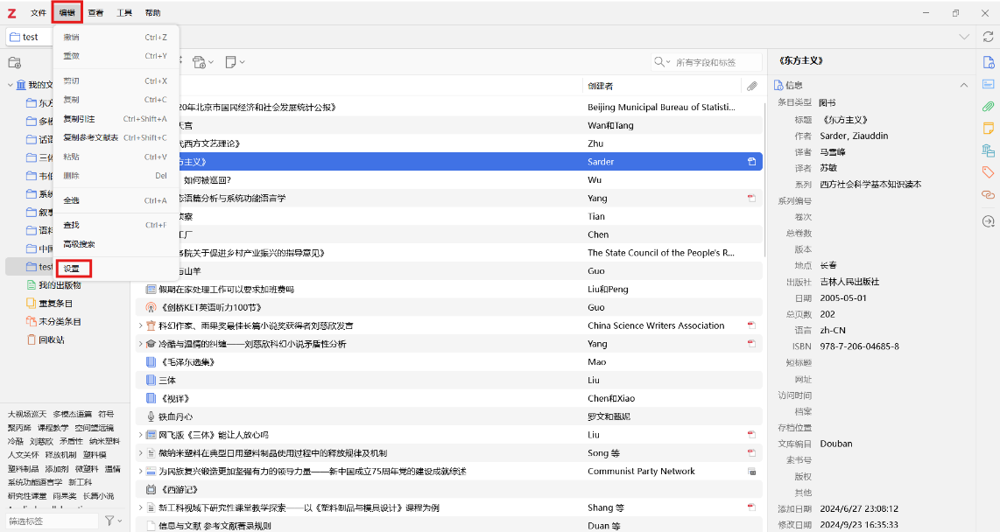 Z 文件 编辑 查看 工具 帮助
test
撤销 Ctrl+Z
重做 Ctrl+Y
剪切 Ctrl+X
复制 Ctrl+C
复制引注 Ctrl+Shift+A
复制参考文献表 Ctrl+Shift+C
粘贴 Ctrl+V
删除 Del
全选 Ctrl+A
查找 Ctrl+F
高级搜索
设置
我的文
东方
多模
话语
三体
韦伯
系统
叙事
语料
中国
test
我的出版物
重复条目
未分类条目
回收站
大视场巡天 多模态语篇 符号
聚丙烯 课程教学 空间望远镜
冷酷 刘慈欣 矛盾性 纳米塑料
人文关怀 释放机制 塑料模
塑料制品 添加剂 微塑料 温情
系统功能语言学 新工科
研究性课堂 雨果奖 长篇小说
筛选标签
所有字段和标签
创建者
20年北京市国民经济和社会发展统计公报》 Beijing Municipal Bureau of Statisti...
天宫 Wan和Tang
代西方文艺理论》 Zhu
方主义》 Sarder
如何被巡回？ Wu
态语篇分析与系统功能语言学 Yang
侦察 Tian
工厂 Chen
务院关于促进乡村产业振兴的指导意见》 The State Council of the People's R...
与山羊 Guo
假期在家处理工作可以要求加班费吗 Liu和Peng
《剑桥KET英语听力100节》 Guo
科幻作家、雨果奖最佳长篇小说奖获得者刘慈欣发言 China Science Writers Association
冷酷与温情的纠缠——刘慈欣科幻小说矛盾性分析 Yang
《毛泽东选集》 Mao
三体 Liu
《视译》 Chen和Xiao
铁血丹心 罗文和甄妮
网飞版《三体》能让人放心吗 Liu
微纳米塑料在典型日用塑料制品使用过程中的释放规律及机制 Song 等
为民族复兴锻造更加坚强有力的领导力量——新中国成立75周年党的建设成就综述 Communist Party Network
《西游记》
新工科视域下研究性课堂教学探索——以《塑料制品与模具设计》课程为例 Shang 等
信息与文献 参考文献著录规则 Duan 等
《东方主义》
信息
条目类型 图书
标题 《东方主义》
作者 Sarder, Ziauddin
译者 马雪峰
译者 苏敏
系列 西方社会科学基本知识读本
系列编号
卷次
总卷数
版本
地点 长春
出版社 吉林人民出版社
日期 2005-05-01
总页数 202
语言 zh-CN
ISBN 978-7-206-04685-8
短标题
网址
访问时间
档案
存档位置
文库编目 Douban
索书号
版权
其他
添加日期 2024/6/27 23:08:12
修改日期 2024/9/23 16:35:33